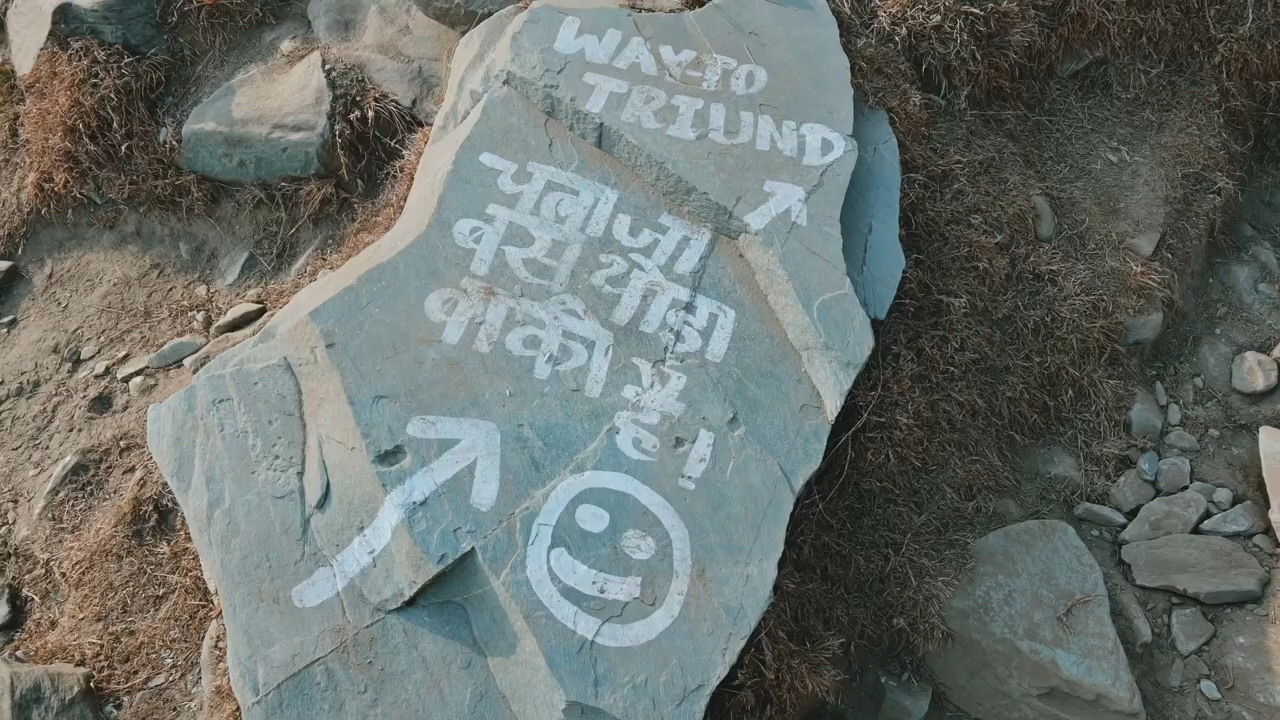 WAY-TO
TRIUND
चला जा
बस थोड़ा
बाकी है।